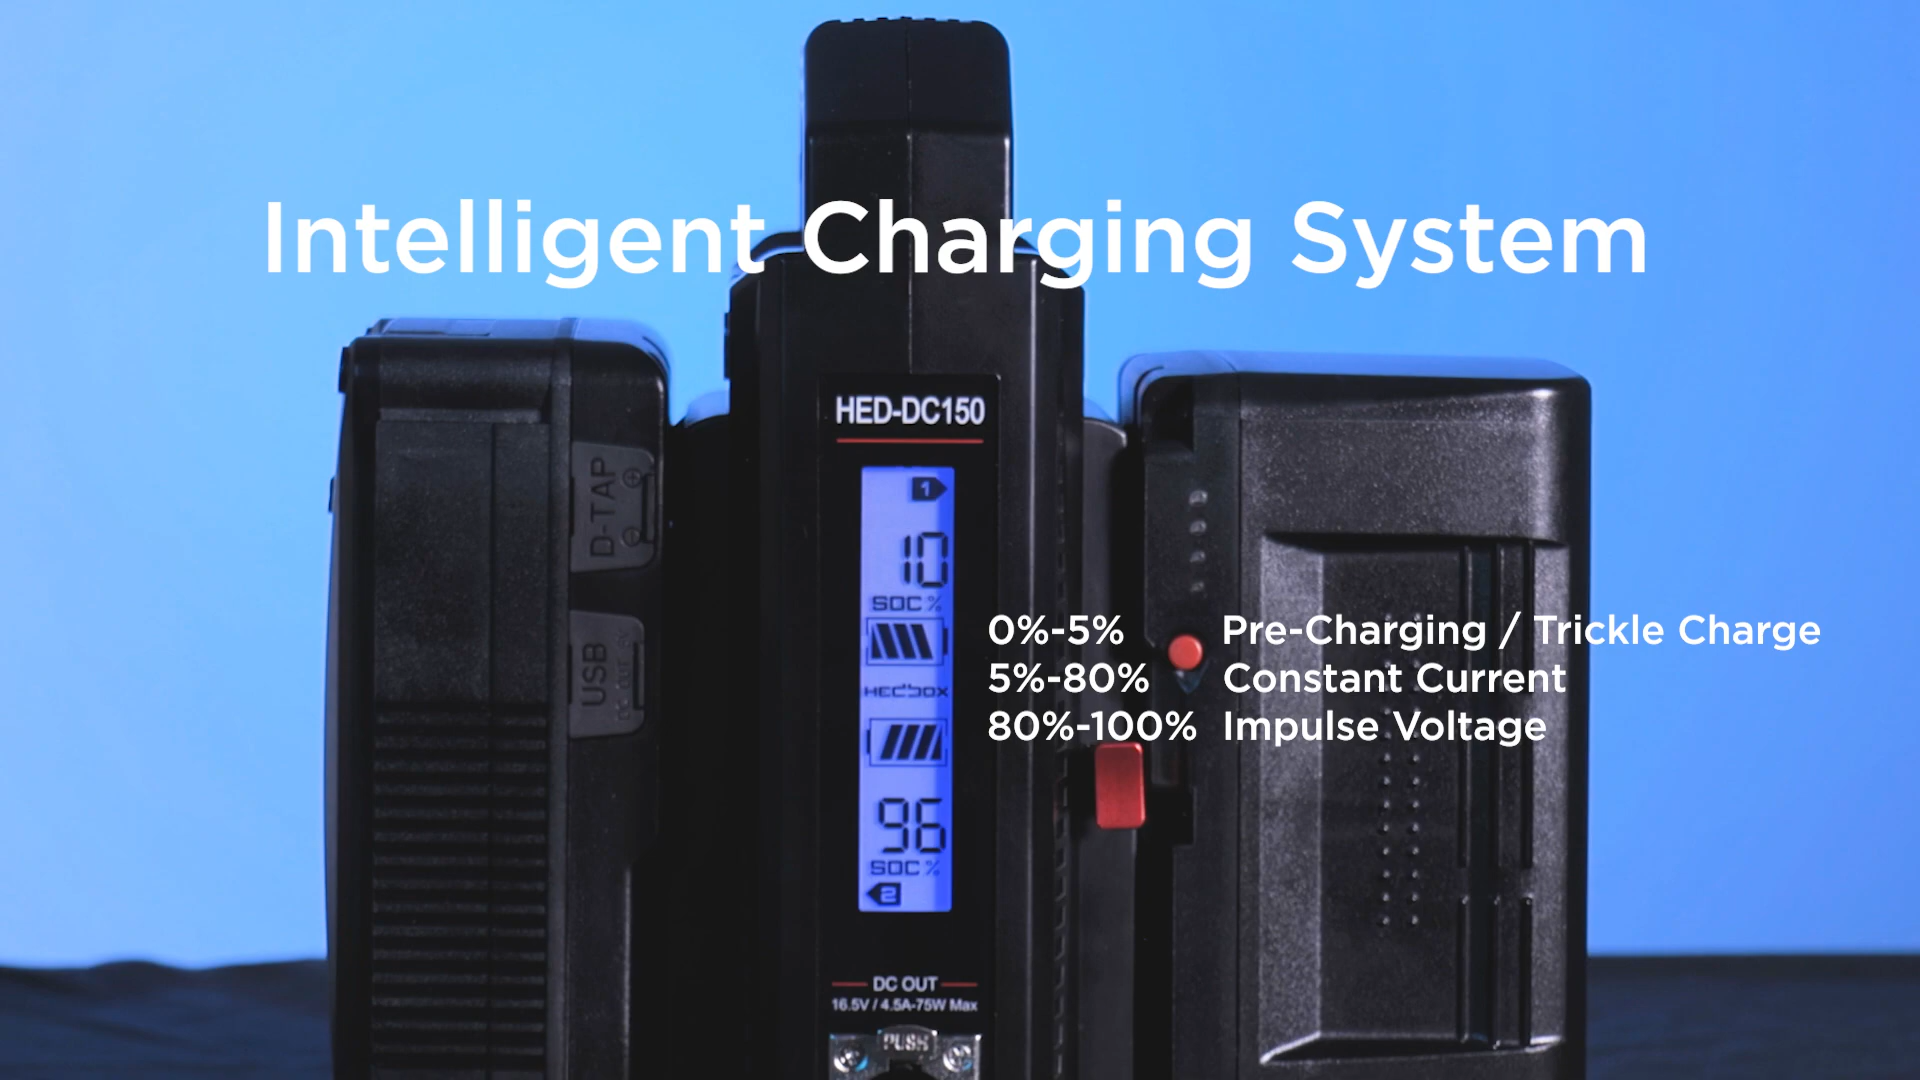 Intelligent Charging System
HED-DC150
1
10
SOC %
HEDBOX
96
SOC %
2
D-TAP
USB
0%-5% Pre-Charging / Trickle Charge
5%-80% Constant Current
80%-100% Impulse Voltage
DC OUT
16.5V / 4.5A-75W Max
PUSH